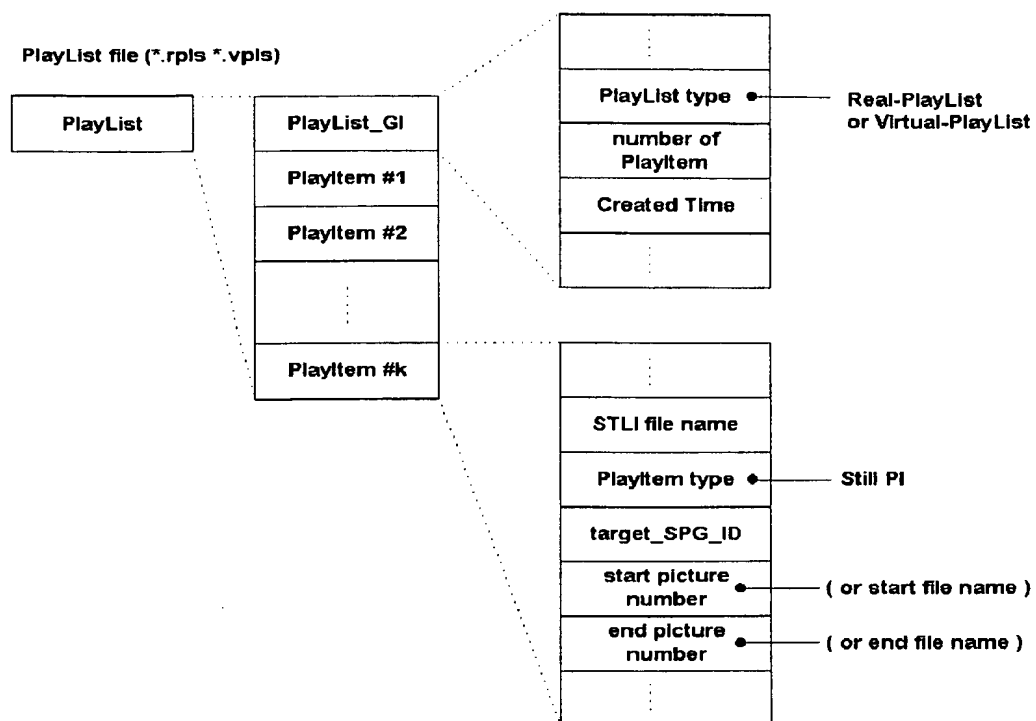 PlayList file (*.rpls *.vpls)
PlayList
PlayList_GI
PlayItem #1
PlayItem #2
PlayItem #k
PlayList type
Real-PlayList
or Virtual-PlayList
number of
PlayItem
Created Time
STLI file name
PlayItem type
Still PI
target_SPG_ID
start picture
number
( or start file name )
end picture
number
( or end file name )